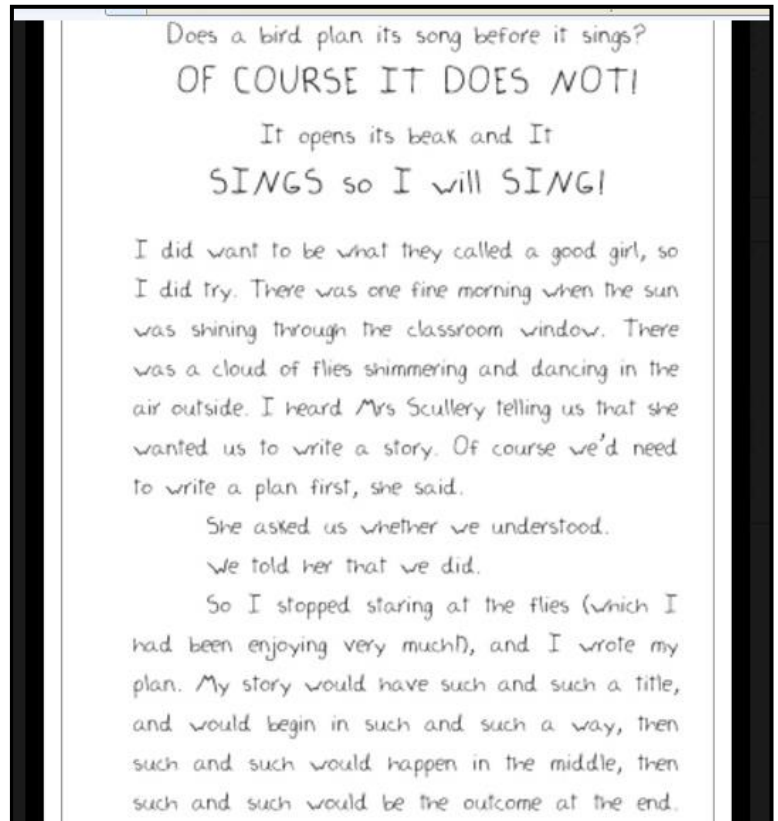 Does a bird plan its song before it sings?
OF COURSE IT DOES NOT!
It opens its beak and It
SINGS so I will SING!
I did want to be what they called a good girl, so
I did try. There was one fine morning when the sun
was shining through the classroom window. There
was a cloud of flies shimmering and dancing in the
air outside. I heard Mrs Scullery telling us that she
wanted us to write a story. Of course we'd need
to write a plan first, she said.
She asked us whether we understood.
We told her that we did.
So I stopped staring at the flies (which I
had been enjoying very much!), and I wrote my
plan. My story would have such and such a title,
and would begin in such and such a way, then
such and such would happen in the middle, then
such and such would be the outcome at the end.